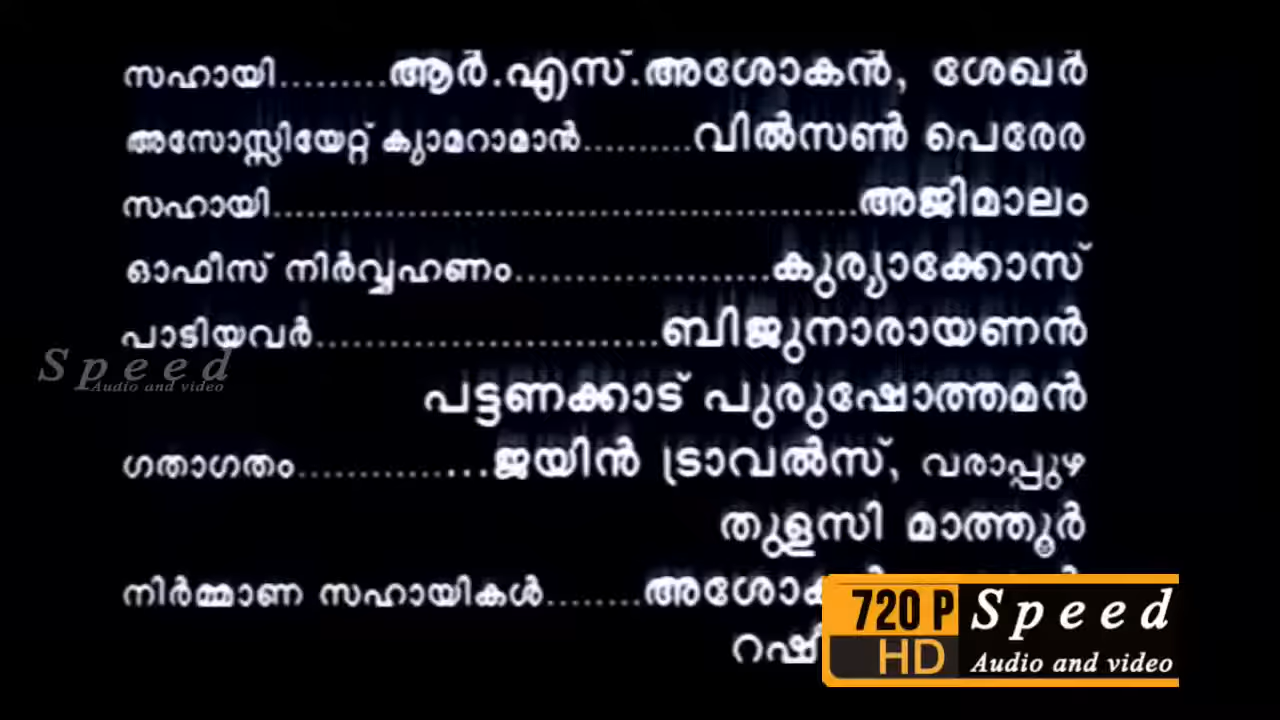 സഹായി.........ആർ.എസ്.അശോകൻ, ശേഖർ
അസോസ്സിയേറ്റ് ക്യാമറാമാൻ..........വിൽസൺ പെരേര
സഹായി..................................................അജിമാലം
ഓഫീസ് നിർവ്വഹണം......................കുര്യാക്കോസ്
പാടിയവർ.............................ബിജുനാരായണൻ
Speed
Audio and video
പട്ടണക്കാട് പുരുഷോത്തമൻ
ഗതാഗതം................ജയിൻ ട്രാവൽസ്, വരാപ്പുഴ
തുളസി മാത്തൂർ
നിർമ്മാണ സഹായികൾ........
720 P Speed
HD Audio and video